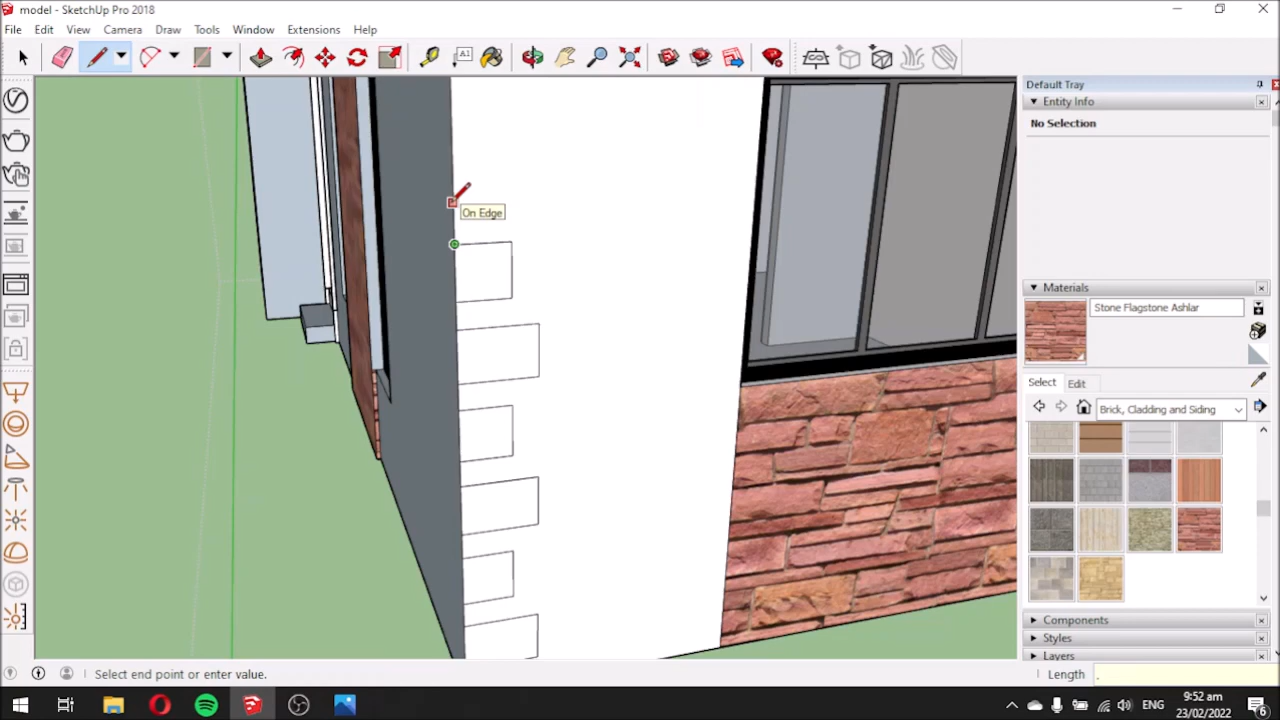 model - SketchUp Pro 2018
File Edit View Camera Draw Tools Window Extensions Help
A1
Default Tray
Entity Info
No Selection
On Edge
Materials
Stone Flagstone Ashlar
Select Edit
Brick, Cladding and Siding
Components
Styles
Layers
Select end point or enter value.
Length .
9:52 am
ENG
23/02/2022
6